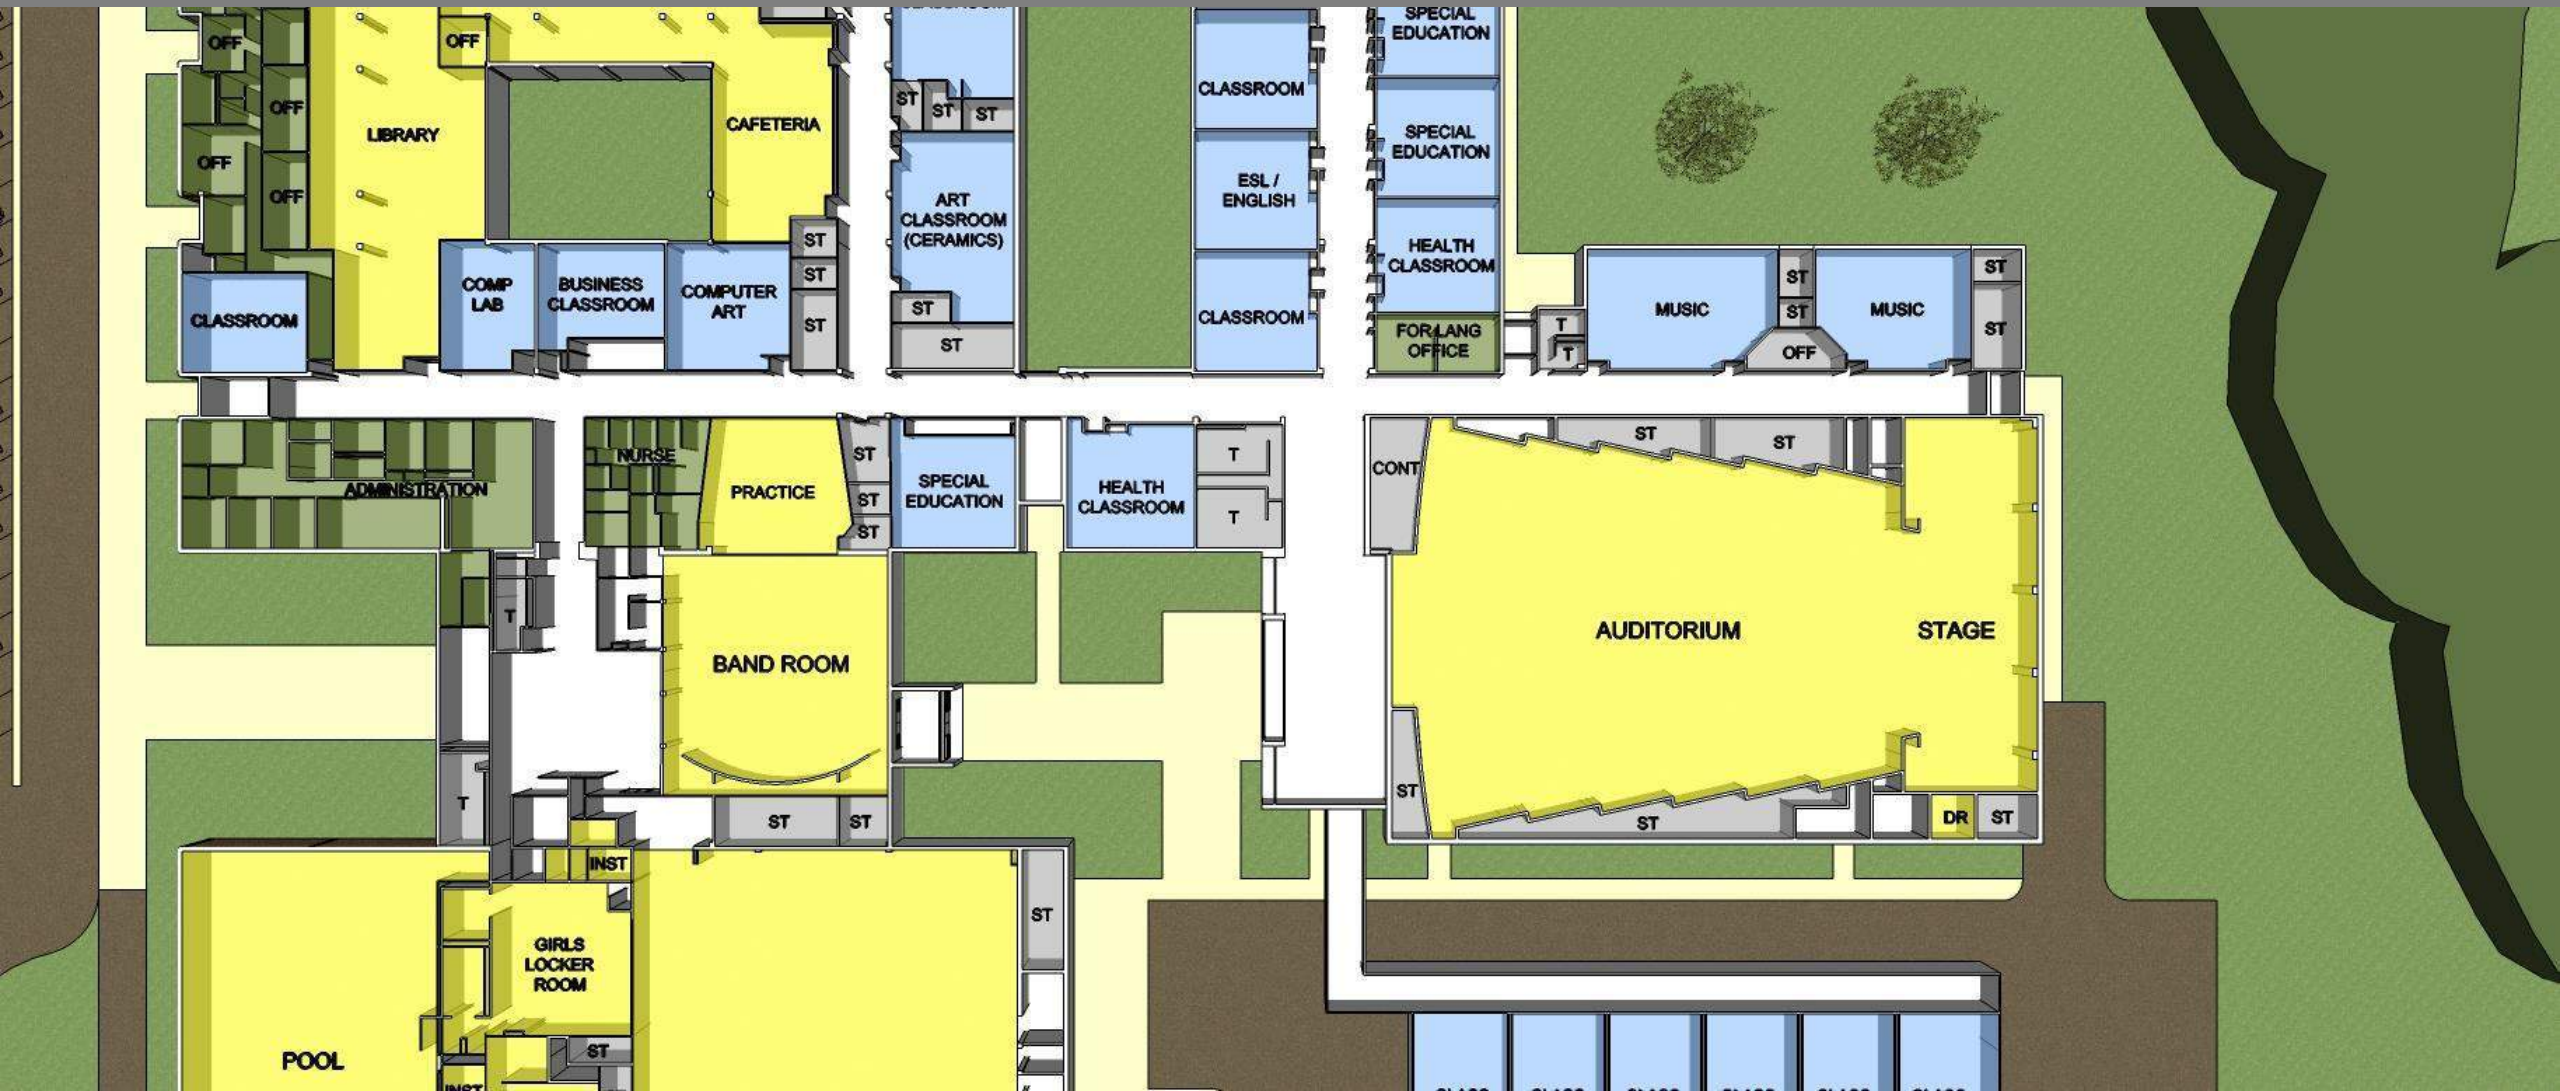 SPECIAL
EDUCATION
OFF
OFF
CLASSROOM
ST
ST
ST
OFF
LIBRARY
CAFETERIA
SPECIAL
EDUCATION
OFF
OFF
ART
CLASSROOM
(CERAMICS)
ESL /
ENGLISH
ST
HEALTH
CLASSROOM
ST
COMP
LAB
BUSINESS
CLASSROOM
COMPUTER
ART
ST
MUSIC
ST
ST
MUSIC
ST
ST
CLASSROOM
ST
ST
ST
CLASSROOM
FOR LANG
OFFICE
T
T
OFF
NURSE
ST
T
CONT
ST
ST
ADMINISTRATION
PRACTICE
ST
ST
SPECIAL
EDUCATION
HEALTH
CLASSROOM
T
T
BAND ROOM
AUDITORIUM
STAGE
T
ST
ST
ST
ST
DR
ST
INST
ST
GIRLS
LOCKER
ROOM
POOL
ST
INST